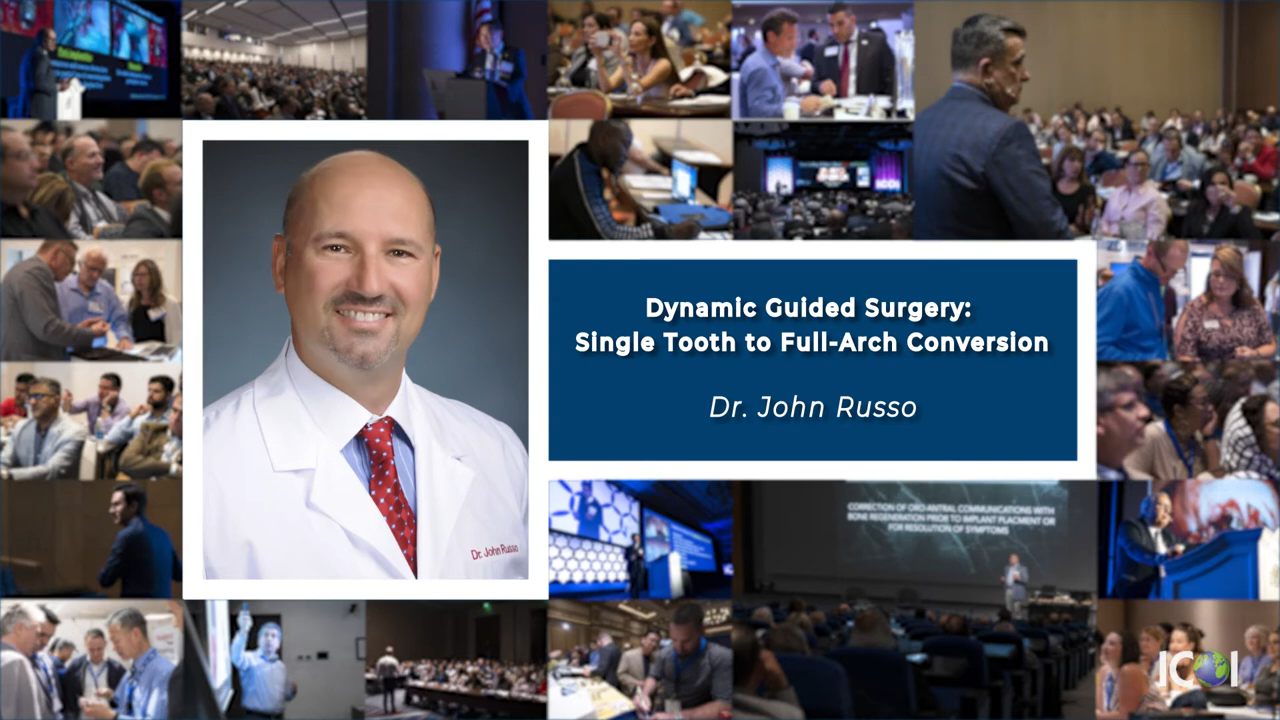 Dynamic Guided Surgery:
Single Tooth to Full-Arch Conversion
Dr. John Russo
Dr. John Russo
CORRECTION OF ORO-ANTRAL COMMUNICATIONS WITH
BONE REGENERATION PRIOR TO IMPLANT PLACMENT OR
FOR RESOLUTION OF SYMPTOMS
ICOI